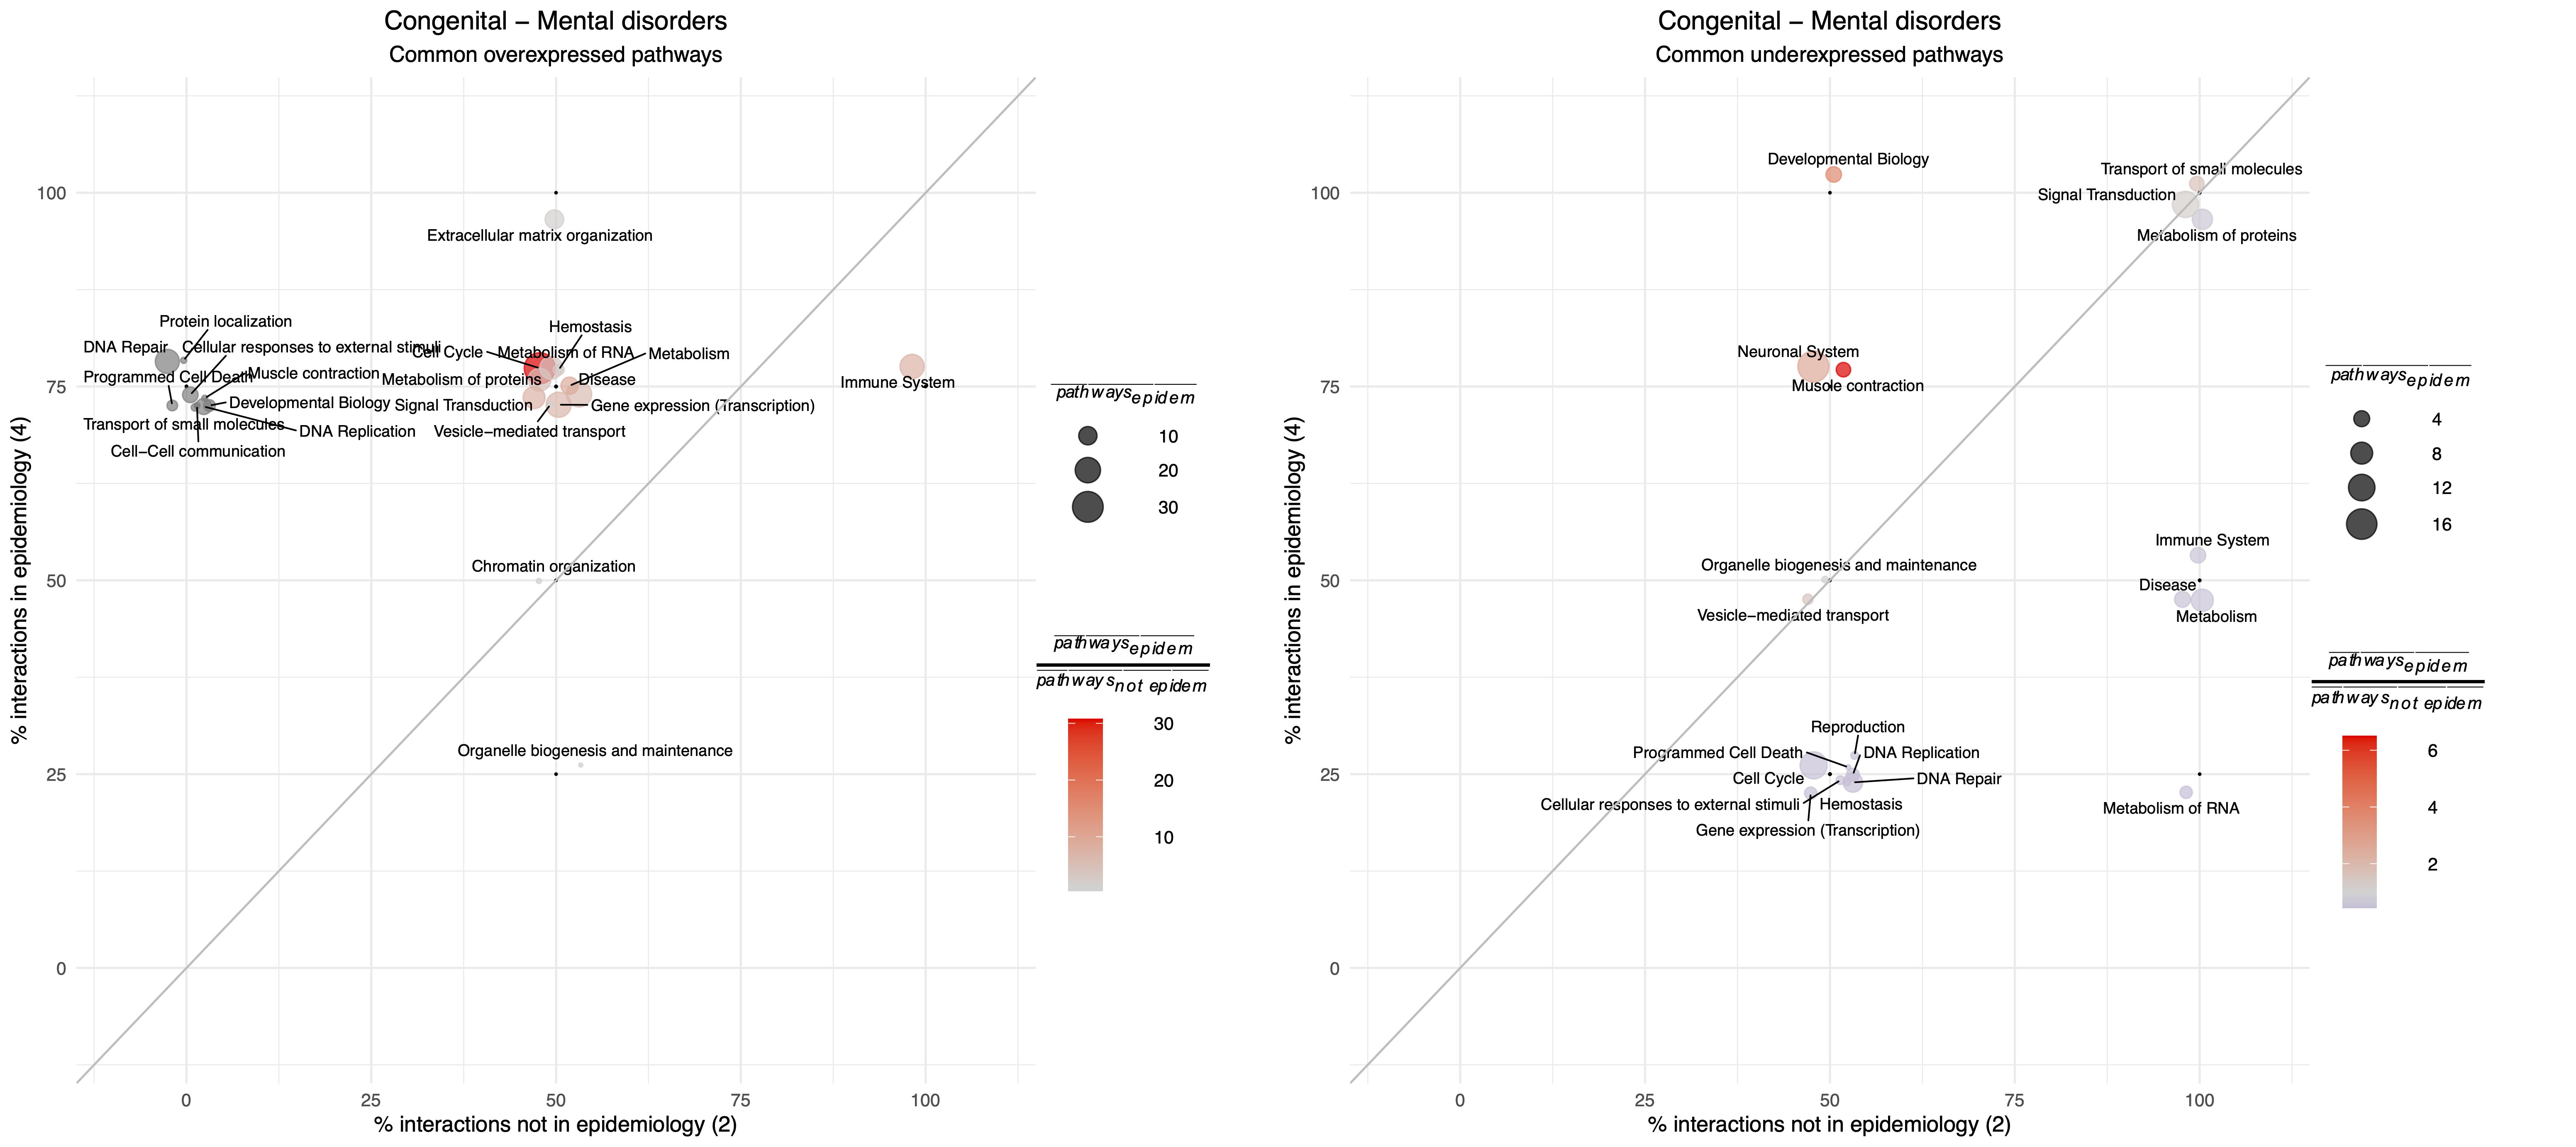 Congenital – Mental disorders
Common overexpressed pathways
% interactions in epidemiology (4)
100
75
50
25
0
Extracellular matrix organization
Protein localization
Hemostasis
DNA Repair
Cellular responses to external stimuli
Cell Cycle
Metabolism of RNA
Metabolism
Programmed Cell Death
Muscle contraction
Metabolism of proteins
Disease
Immune System
Developmental Biology
Signal Transduction
Gene expression (Transcription)
Transport of small molecules
DNA Replication
Vesicle–mediated transport
Cell–Cell communication
Chromatin organization
Organelle biogenesis and maintenance
0
25
50
75
100
% interactions not in epidemiology (2)
pathways epidem
10
20
30
pathways epidem
pathways not epidem
30
20
10
Congenital – Mental disorders
Common underexpressed pathways
% interactions in epidemiology (4)
100
75
50
25
0
Developmental Biology
Transport of small molecules
Signal Transduction
Metabolism of proteins
Neuronal System
Muscle contraction
Immune System
Organelle biogenesis and maintenance
Disease
Vesicle–mediated transport
Metabolism
Reproduction
Programmed Cell Death
DNA Replication
Cell Cycle
DNA Repair
Cellular responses to external stimuli
Hemostasis
Metabolism of RNA
Gene expression (Transcription)
0
25
50
75
100
% interactions not in epidemiology (2)
pathways epidem
4
8
12
16
pathways epidem
pathways not epidem
6
4
2